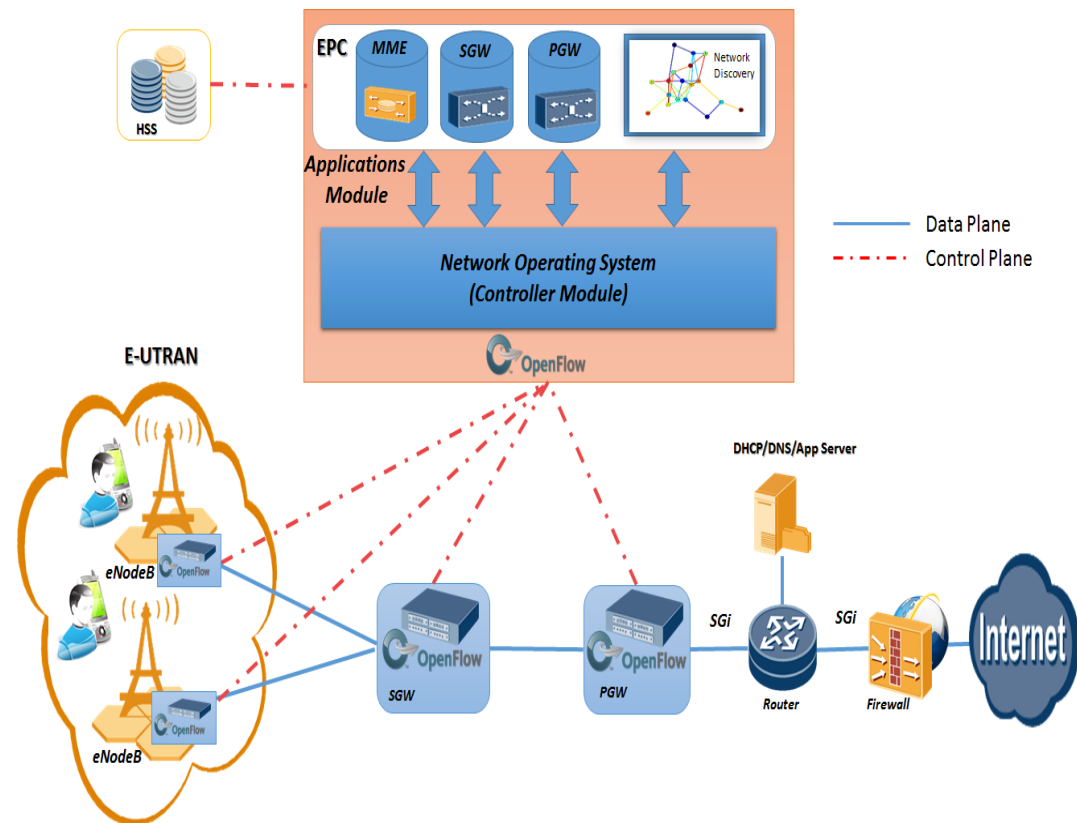 EPC
MME
SGW
PGW
Network
Discovery
HSS
Applications
Module
Network Operating System
(Controller Module)
OpenFlow
Data Plane
Control Plane
E-UTRAN
DHCP/DNS/App Server
eNodeB
OpenFlow
eNodeB
OpenFlow
OpenFlow
SGW
OpenFlow
PGW
SGi
Router
SGi
Firewall
Internet